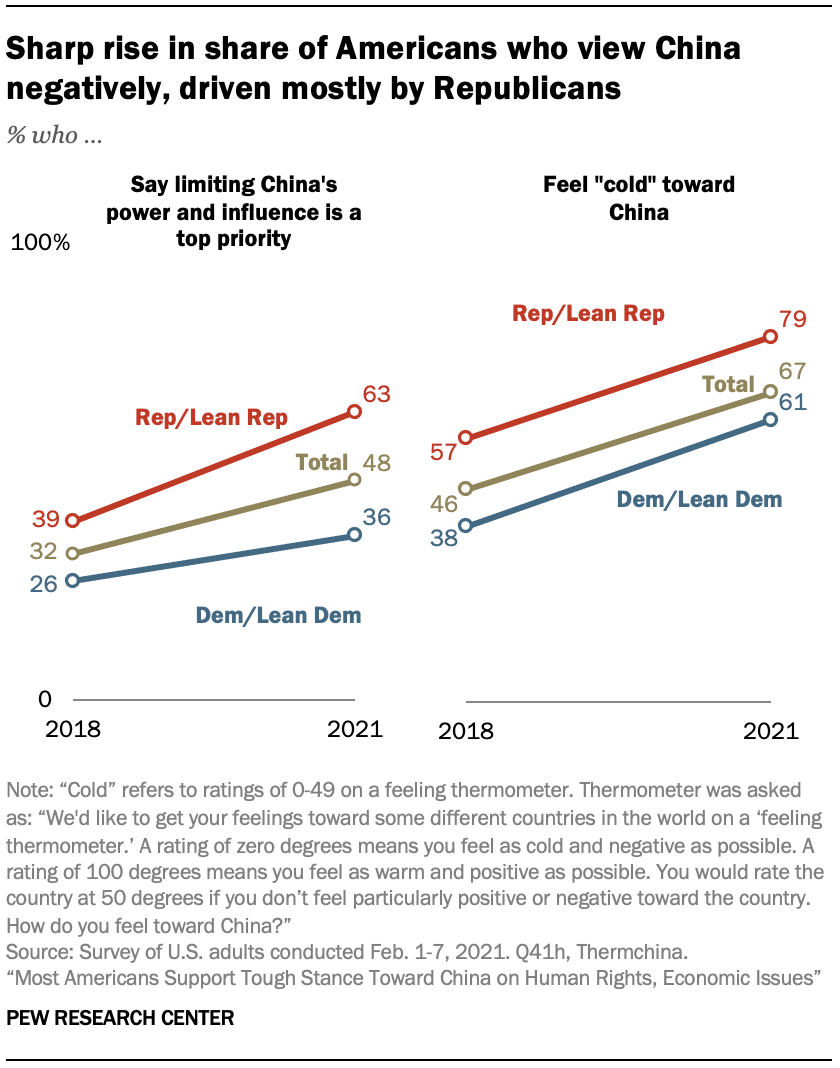 Sharp rise in share of Americans who view China
negatively, driven mostly by Republicans
% who ...
Say limiting China's
power and influence is a
top priority
100%
Rep/Lean Rep
63
Total
48
39
36
32
26
Dem/Lean Dem
0
2018
2021
Feel "cold" toward
China
Rep/Lean Rep
79
Total
67
61
57
46
Dem/Lean Dem
38
2018
2021
Note: “Cold” refers to ratings of 0-49 on a feeling thermometer. Thermometer was asked
as: “We'd like to get your feelings toward some different countries in the world on a ‘feeling
thermometer.’ A rating of zero degrees means you feel as cold and negative as possible. A
rating of 100 degrees means you feel as warm and positive as possible. You would rate the
country at 50 degrees if you don’t feel particularly positive or negative toward the country.
How do you feel toward China?”
Source: Survey of U.S. adults conducted Feb. 1-7, 2021. Q41h, Thermchina.
“Most Americans Support Tough Stance Toward China on Human Rights, Economic Issues”
PEW RESEARCH CENTER